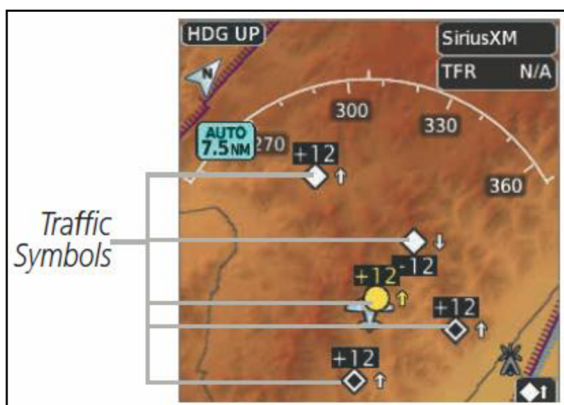 HDG UP
SiriusXM
TFR N/A
N
300
330
AUTO
7.5NM
270
+12
360
Traffic
Symbols
-12
+12
+12
+12